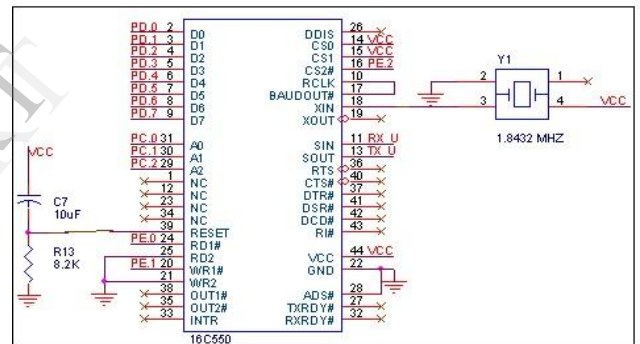 PD.0 2 D0 DDIS 26
PD.1 3 D1 CS0 14 VCC
PD.2 4 D2 CS1 15 VCC
PD.3 5 D3 CS2# 16 PE.2
PD.4 6 D4 RCLK 10
PD.5 7 D5 BAUDOUT# 17
PD.6 8 D6 XIN 18
PD.7 9 D7 XOUT 19
Y1
2 1
3 4 VCC
1.8432 MHZ
PC.0 31 A0 SIN 11 RX_U
PC.1 30 A1 SOUT 13 TX_U
PC.2 29 A2 RTS 36
1 NC CTS# 40
12 NC DTR# 37
23 NC DSR# 41
34 NC DCD# 42
39 RESET RI# 43
PE.0 24 RD1#
25 RD2 VCC 44 VCC
PE.1 20 WR1# GND 22
21 WR2
38 OUT1# ADS# 28
35 OUT2# TXRDY# 27
33 INTR RXRDY# 32
16C550
VCC
C7
10uF
R13
8.2K